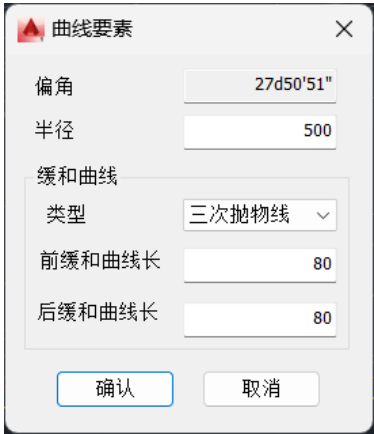 曲线要素
偏角 27d50'51"
半径 500
缓和曲线
类型 三次抛物线
前缓和曲线长 80
后缓和曲线长 80
确认 取消